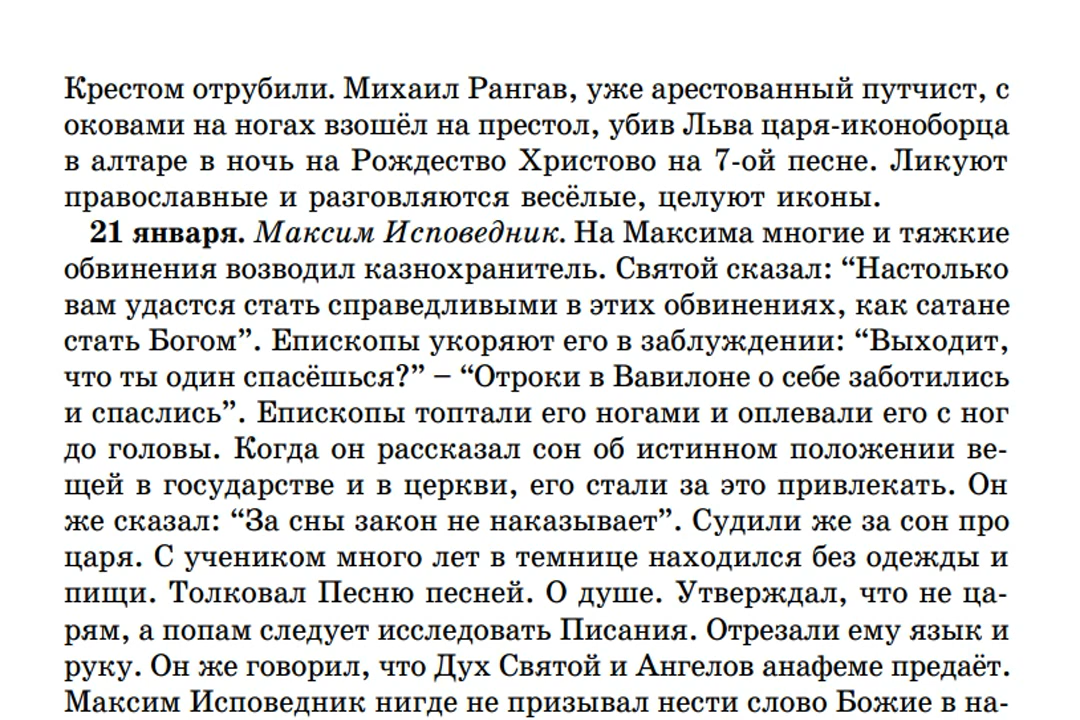 Крестом отрубили. Михаил Рангав, уже арестованный путчист, с
оковами на ногах взошёл на престол, убив Льва царя-иконоборца
в алтаре в ночь на Рождество Христово на 7-ой песне. Ликуют
православные и разговляются весёлые, целуют иконы.
21 января. Максим Исповедник. На Максима многие и тяжкие
обвинения возводил казнохранитель. Святой сказал: “Настолько
вам удастся стать справедливыми в этих обвинениях, как сатане
стать Богом”. Епископы укоряют его в заблуждении: “Выходит,
что ты один спасёшься?” – “Отроки в Вавилоне о себе заботились
и спаслись”. Епископы топтали его ногами и оплевали его с ног
до головы. Когда он рассказал сон об истинном положении ве-
щей в государстве и в церкви, его стали за это привлекать. Он
же сказал: “За сны закон не наказывает”. Судили же за сон про
царя. С учеником много лет в темнице находился без одежды и
пищи. Толковал Песню песней. О душе. Утверждал, что не ца-
рям, а попам следует исследовать Писания. Отрезали ему язык и
руку. Он же говорил, что Дух Святой и Ангелов анафеме предаёт.
Максим Исповедник нигде не призывал нести слово Божие в на-